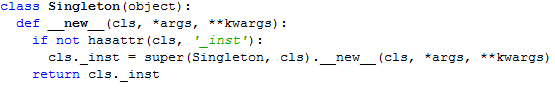 class Singleton(object):
  def __new__(cls, *args, **kwargs):
    if not hasattr(cls, '_inst'):
      cls._inst = super(Singleton, cls).__new__(cls, *args, **kwargs)
    return cls._inst